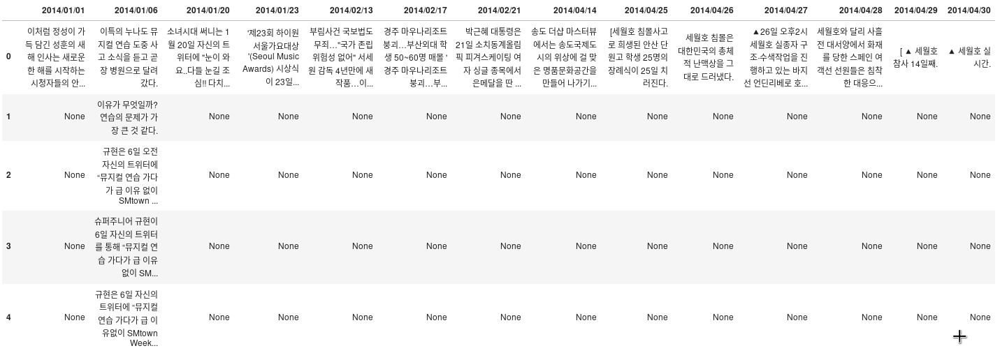 2014/01/01 2014/01/06 2014/01/20 2014/01/23 2014/02/13 2014/02/17 2014/02/21 2014/04/14 2014/04/25 2014/04/26 2014/04/27 2014/04/28 2014/04/29 2014/04/30
0
이처럼 정성이 가
득 담긴 성훈의 새
해 인사는 새로운
한 해를 시작하는
시청자들의 안...
이특의 누나도 뮤
지컬 연습 도중 사
고 소식을 듣고 곧
장 병원으로 달려
갔다.
소녀시대 써니는 1
월 20일 자신의 트
위터에 "눈이 와
요..다들 눈길 조
심!! 다치...
'제23회 하이원
서울가요대상
'(Seoul Music
Awards) 시상식
이 23일...
부림사건 국보법도
무죄…"국가 존립
위험성 없어" 서세
원 감독 4년만에 새
작품…이...
경주 마우나리조트
붕괴…부산외대 학
생 50~60명 매몰 '
경주 마우나리조트
붕괴…부...
박근혜 대통령은
21일 소치동계올림
픽 피겨스케이팅 여
자 싱글 종목에서
은메달을 딴 ...
송도 더샵 마스터뷰
에서는 송도국제도
시의 위상에 걸 맞
은 명품문화공간을
만들어 나가기...
[세월호 침몰사고
로 희생된 안산 단
원고 학생 25명의
장례식이 25일 치
러진다.
세월호 침몰은
대한민국의 총체
적 난맥상을 그
대로 드러냈다.
▲26일 오후2시
세월호 실종자 구
조·수색작업을 진
행하고 있는 바지
선 언딘리베로 호...
세월호와 달리 사흘
전 대서양에서 화재
를 당한 스페인 여
객선 선원들은 침착
한 대응으...
[ ▲ 세월호
참사 14일째.
▲ 세월호 실
시간.
1
None
이유가 무엇일까?
연습의 문제가 가
장 큰 것 같다.
None None None None None None None None None None None None
2
None
규현은 6일 오전
자신의 트위터에
“뮤지컬 연습 가다
가 급 이유 없이
SMtown ...
None None None None None None None None None None None None
3
None
슈퍼주니어 규현이
6일 자신의 트위터
를 통해 “뮤지컬 연
습 가다가 급 이유
없이 SM...
None None None None None None None None None None None None
4
None
규현은 6일 자신의
트위터에 “뮤지컬
연습 가다가 급 이
유없이 SMtown
Week...
None None None None None None None None None None None None